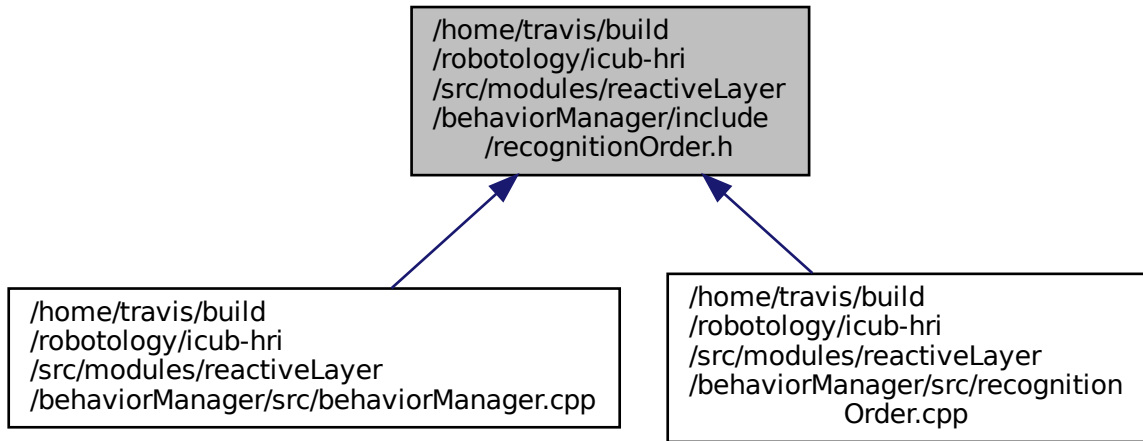 /home/travis/build
/robotology/icub-hri
/src/modules/reactiveLayer
/behaviorManager/include
/recognitionOrder.h
/home/travis/build
/robotology/icub-hri
/src/modules/reactiveLayer
/behaviorManager/src/behaviorManager.cpp
/home/travis/build
/robotology/icub-hri
/src/modules/reactiveLayer
/behaviorManager/src/recognition
Order.cpp